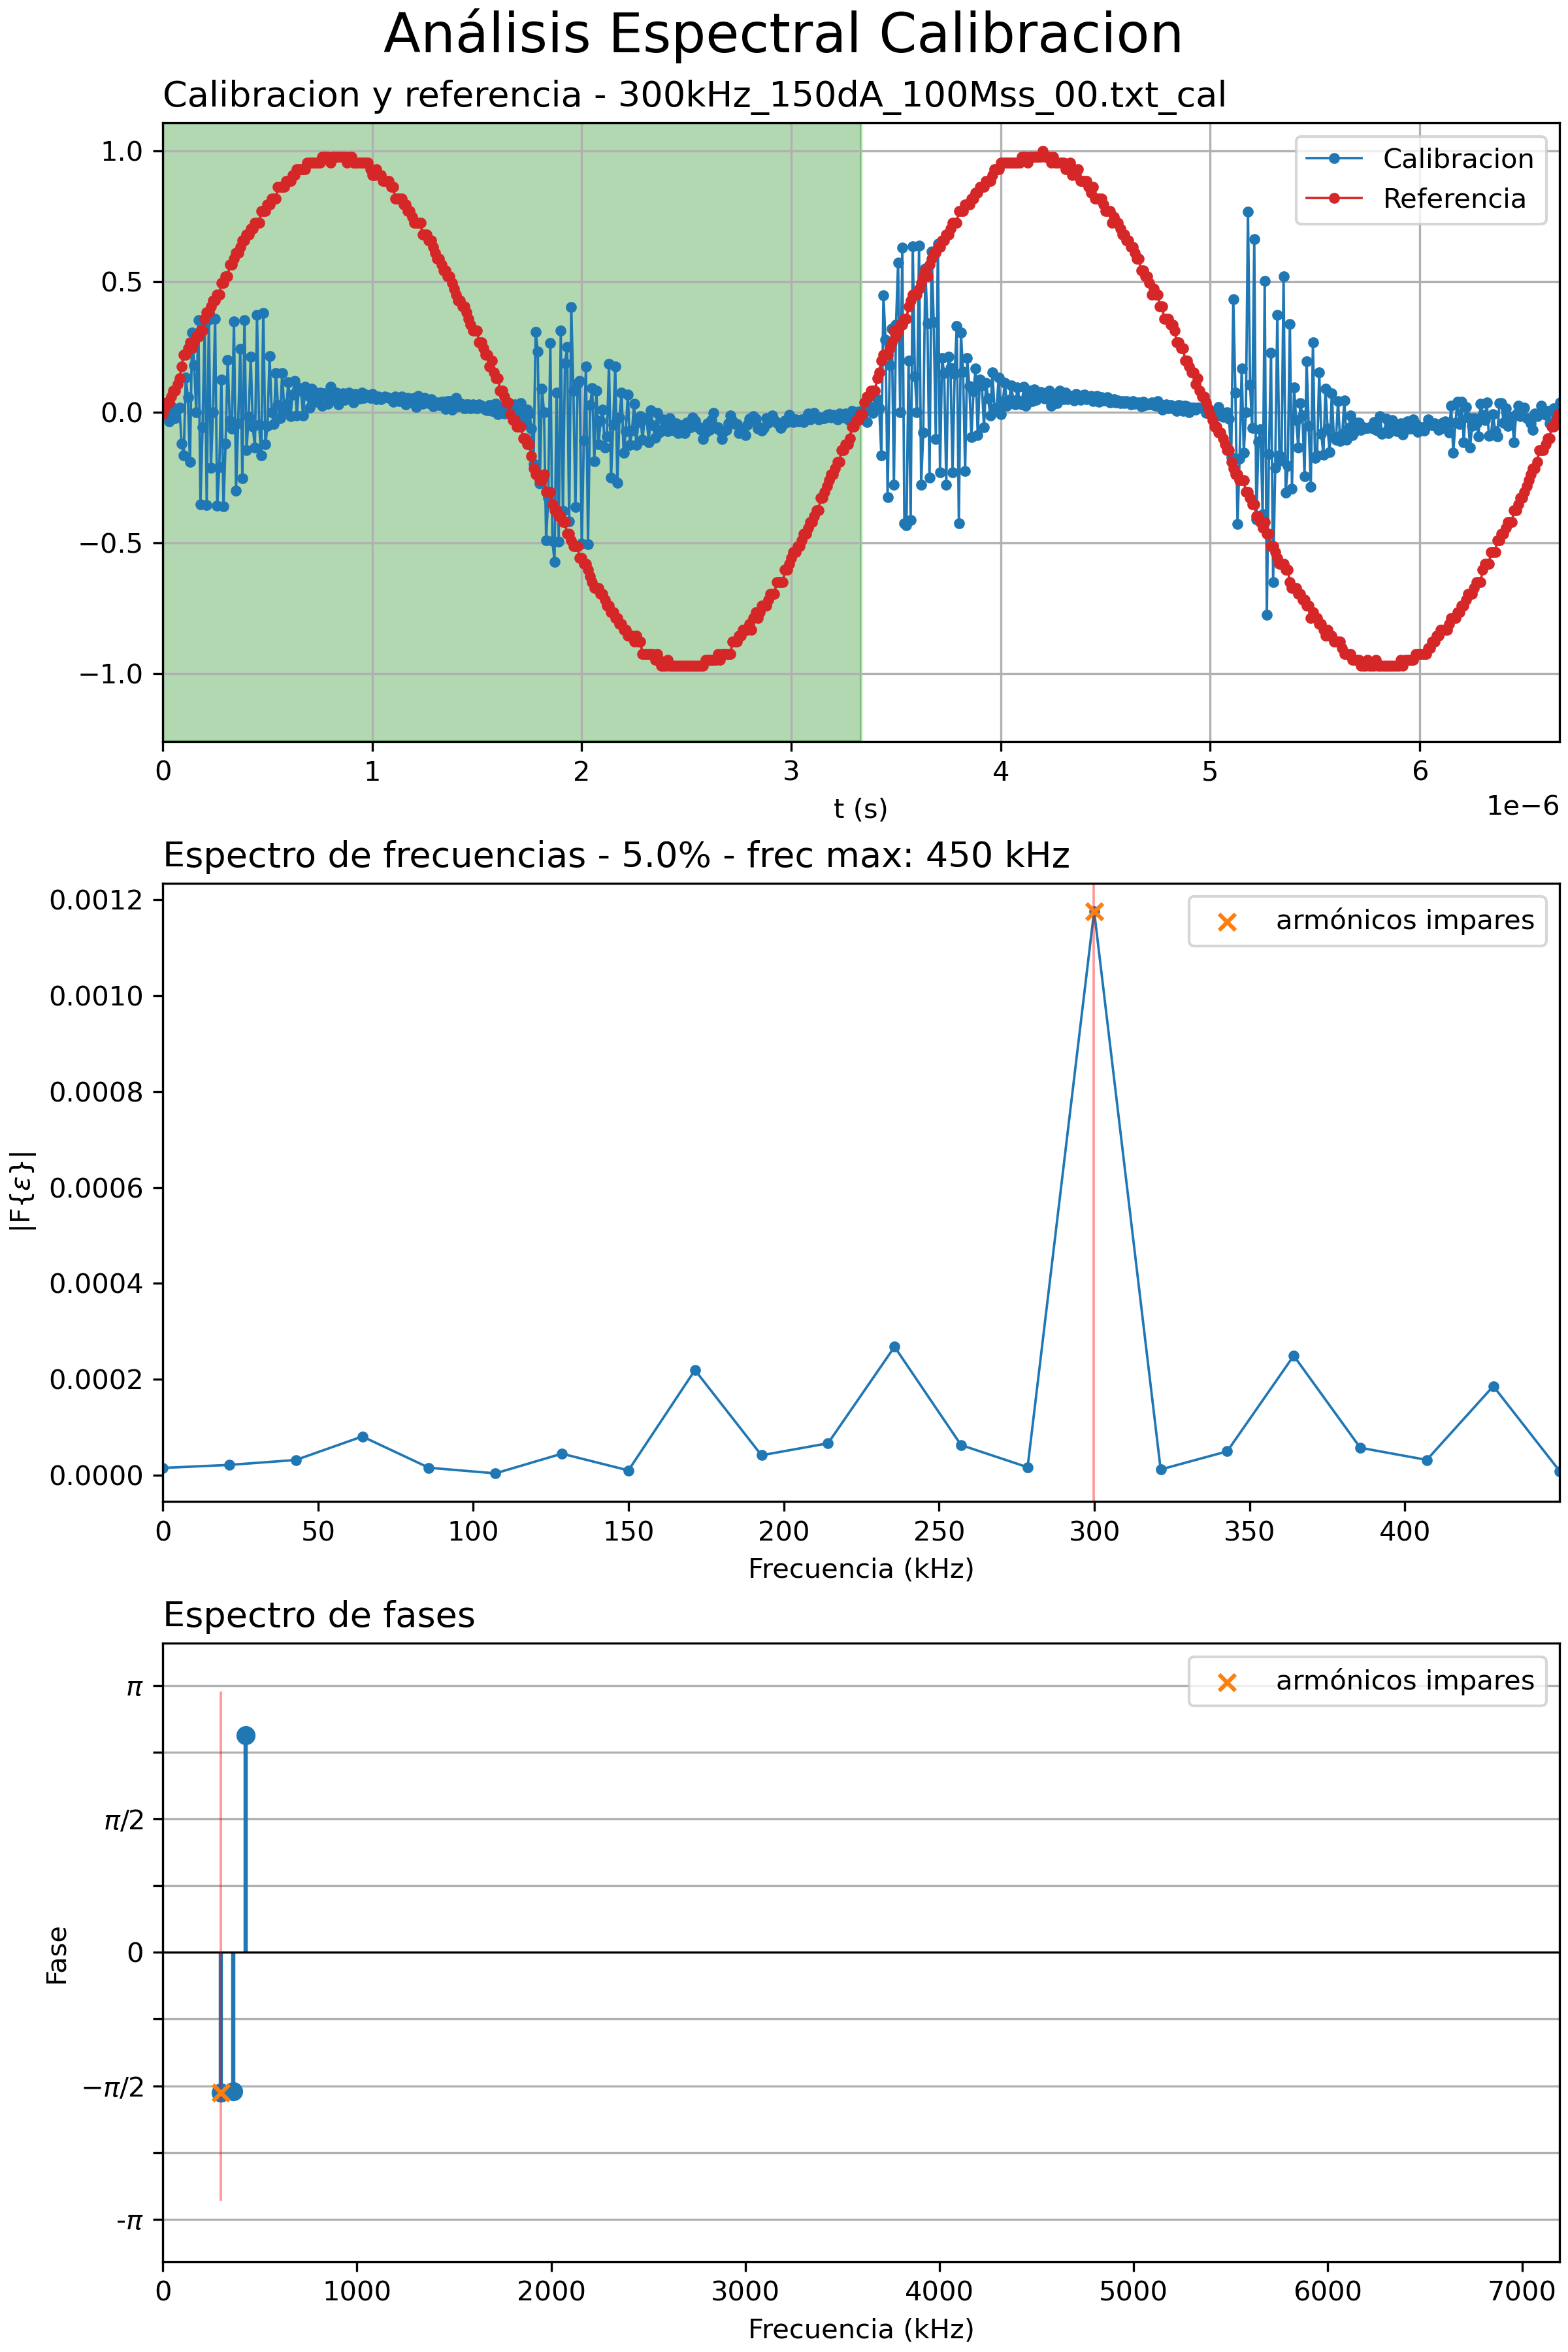 Análisis Espectral Calibracion
Calibracion y referencia - 300kHz_150dA_100Mss_00.txt_cal
1.0
0.5
0.0
−0.5
−1.0
Calibracion
Referencia
0 1 2 3 4 5 6
t (s)
1e−6
Espectro de frecuencias - 5.0% - frec max: 450 kHz
0.0012
0.0010
0.0008
0.0006
0.0004
0.0002
0.0000
|F{ε}|
armónicos impares
0 50 100 150 200 250 300 350 400
Frecuencia (kHz)
Espectro de fases
π
π/2
0
−π/2
-π
Fase
armónicos impares
0 1000 2000 3000 4000 5000 6000 7000
Frecuencia (kHz)